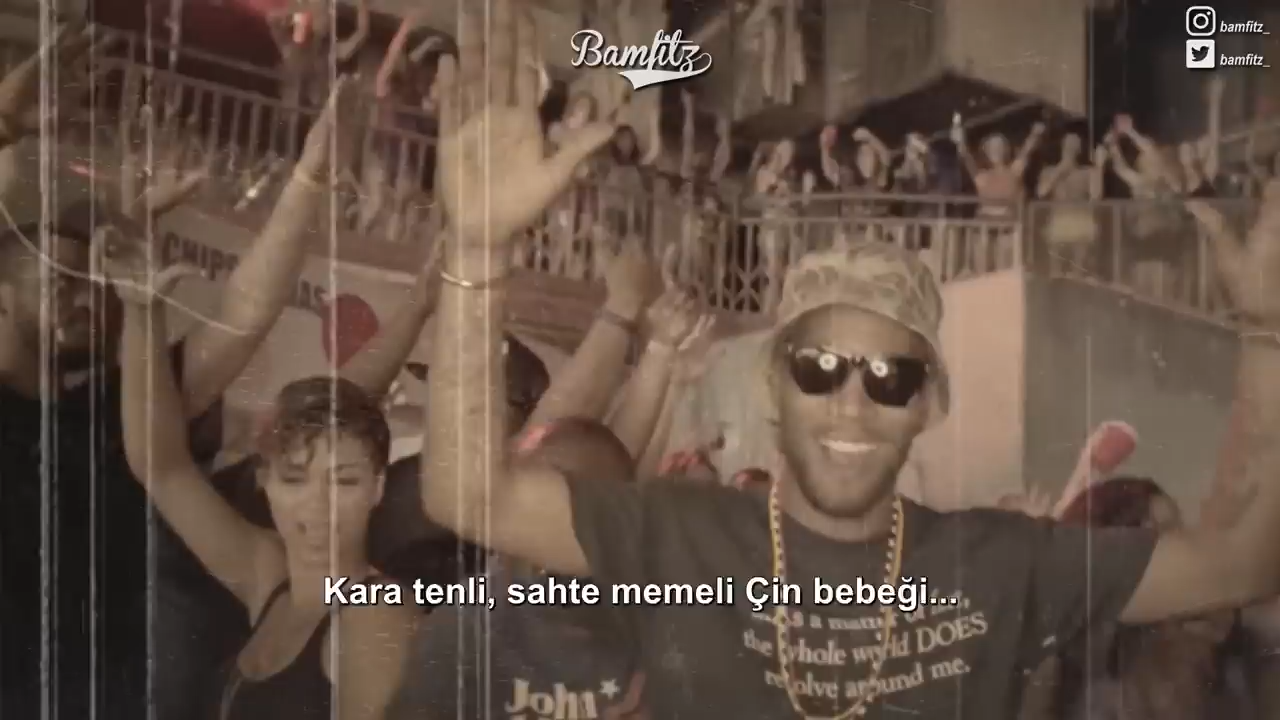 Bamfitz
bamfitz_
bamfitz_
Kara tenli, sahte memeli Çin bebeği...
the whole world DOES
revolve around me.
John